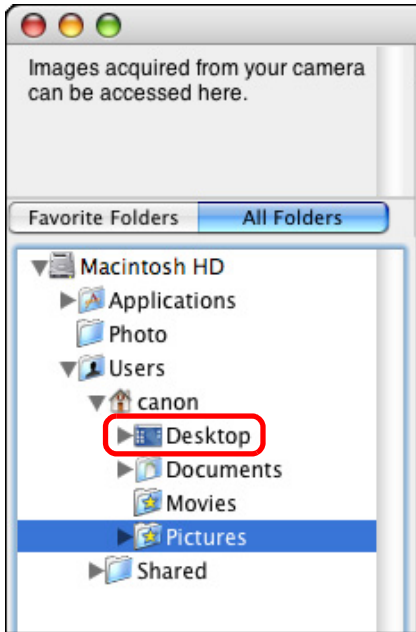 Images acquired from your camera
can be accessed here.
Favorite Folders All Folders
Macintosh HD
Applications
Photo
Users
canon
Desktop
Documents
Movies
Pictures
Shared